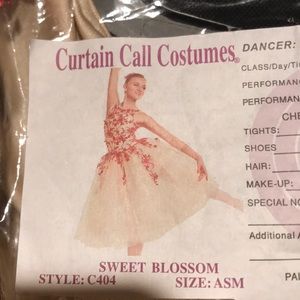 Curtain Call Costumes®
DANCER:
CLASS/Day/Ti
PERFORMAN
PERFORMAN
CHE
TIGHTS:
SHOES
HAIR:
MAKE-UP:
SPECIAL NO
Additional
SWEET BLOSSOM
STYLE: C404 SIZE: ASM
PA